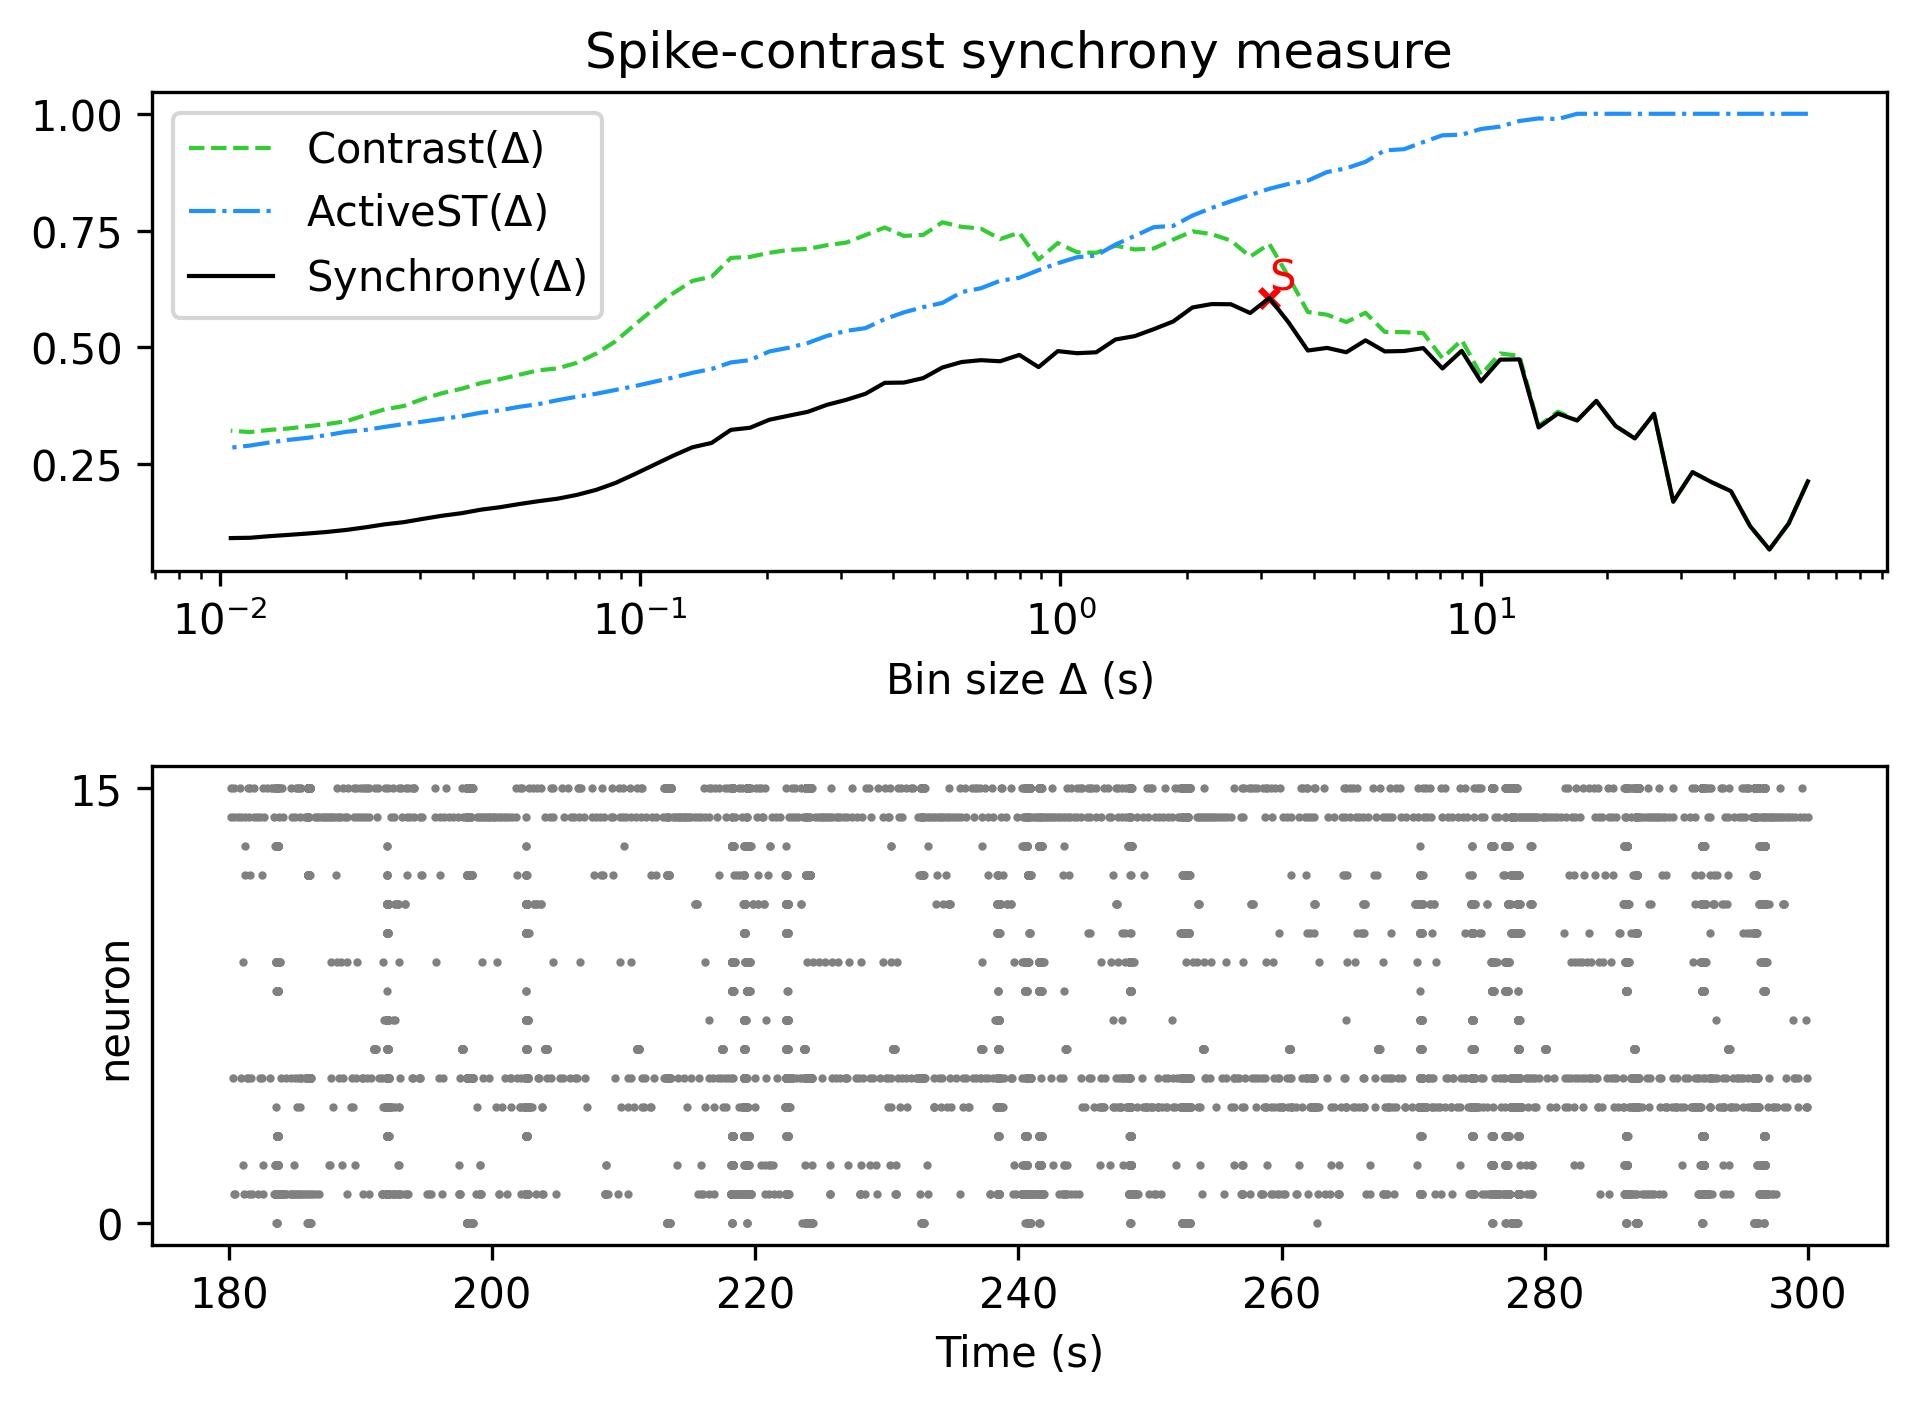 Spike-contrast synchrony measure
1.00
0.75
0.50
0.25
Contrast(Δ)
ActiveST(Δ)
Synchrony(Δ)
S
10⁻² 10⁻¹ 10⁰ 10¹
Bin size Δ (s)
15
0
neuron
180 200 220 240 260 280 300
Time (s)